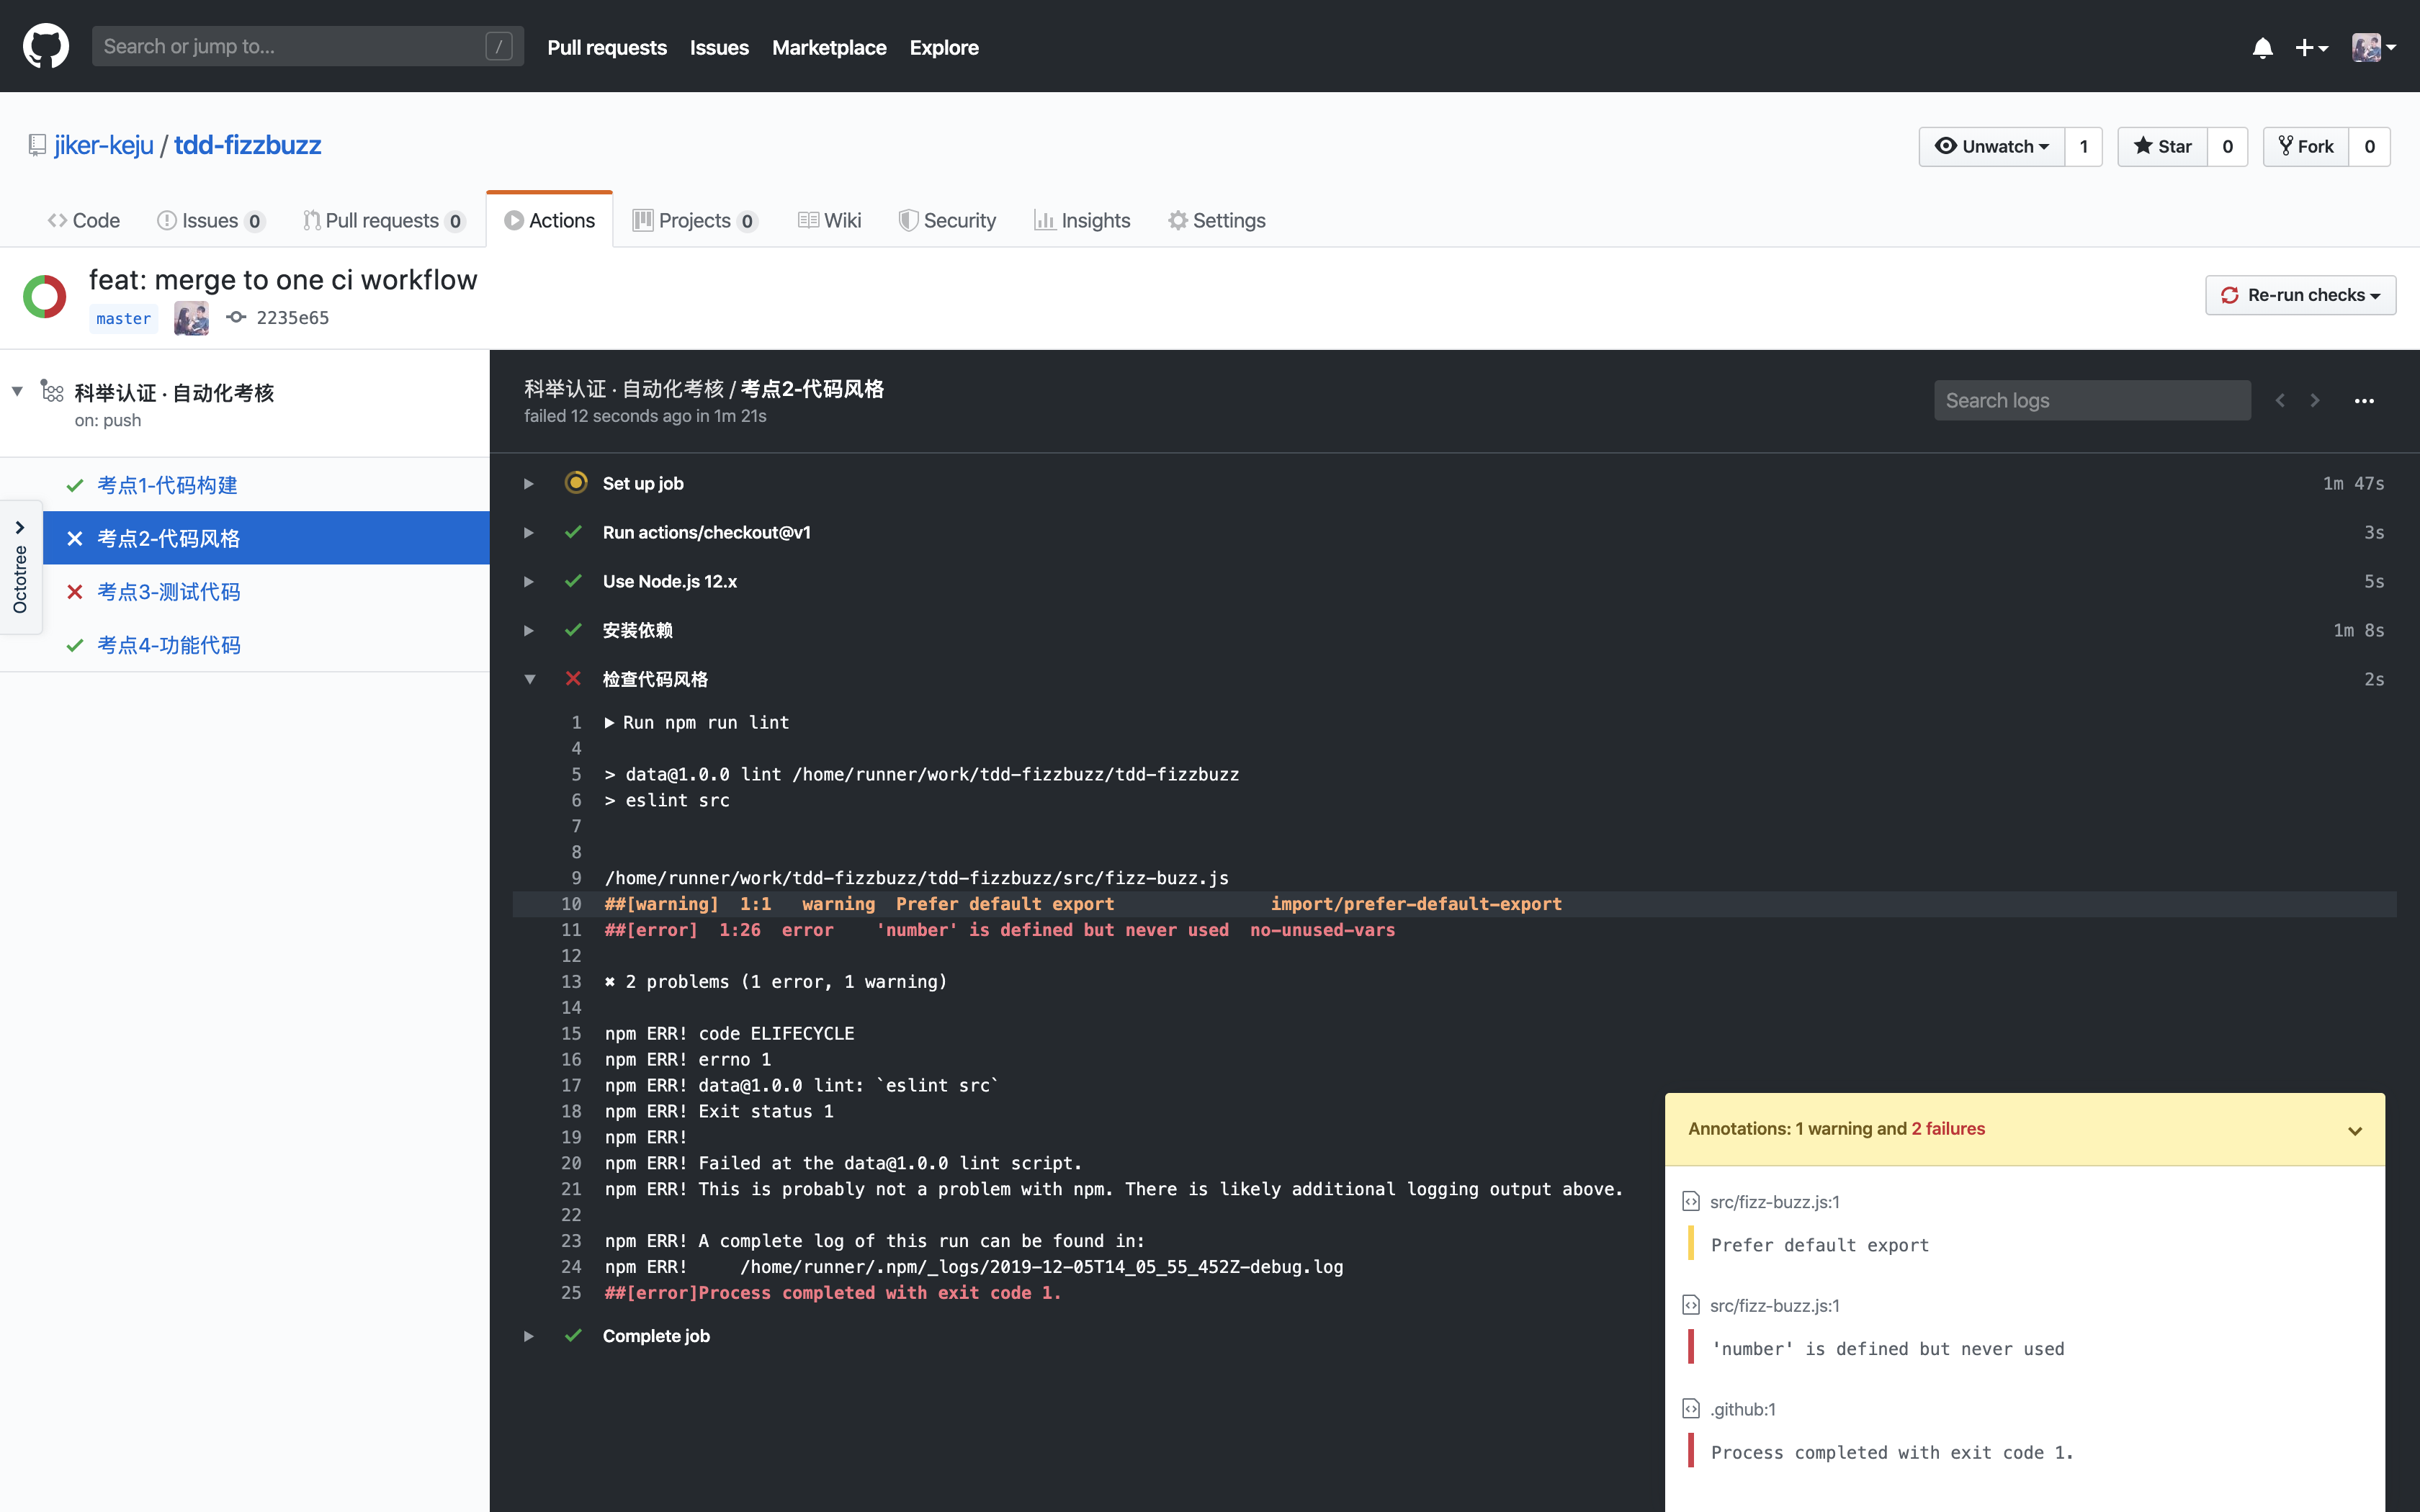 Search or jump to...
/
Pull requests Issues Marketplace Explore
jiker-keju / tdd-fizzbuzz
Unwatch 1 Star 0 Fork 0
Code Issues 0 Pull requests 0 Actions Projects 0 Wiki Security Insights Settings
feat: merge to one ci workflow
master 2235e65
Re-run checks
科举认证 · 自动化考核
on: push
考点1-代码构建
考点2-代码风格
考点3-测试代码
考点4-功能代码
Octotree
科举认证 · 自动化考核 / 考点2-代码风格
failed 12 seconds ago in 1m 21s
Search logs
Set up job 1m 47s
Run actions/checkout@v1 3s
Use Node.js 12.x 5s
安装依赖 1m 8s
检查代码风格 2s
1 Run npm run lint
4
5 > data@1.0.0 lint /home/runner/work/tdd-fizzbuzz/tdd-fizzbuzz
6 > eslint src
7
8
9 /home/runner/work/tdd-fizzbuzz/tdd-fizzbuzz/src/fizz-buzz.js
10 ##[warning]  1:1   warning  Prefer default export               import/prefer-default-export
11 ##[error]  1:26  error    'number' is defined but never used  no-unused-vars
12
13 ✖ 2 problems (1 error, 1 warning)
14
15 npm ERR! code ELIFECYCLE
16 npm ERR! errno 1
17 npm ERR! data@1.0.0 lint: `eslint src`
18 npm ERR! Exit status 1
19 npm ERR!
20 npm ERR! Failed at the data@1.0.0 lint script.
21 npm ERR! This is probably not a problem with npm. There is likely additional logging output above.
22
23 npm ERR! A complete log of this run can be found in:
24 npm ERR!     /home/runner/.npm/_logs/2019-12-05T14_05_55_452Z-debug.log
25 ##[error]Process completed with exit code 1.
Complete job
Annotations: 1 warning and 2 failures
src/fizz-buzz.js:1
Prefer default export
src/fizz-buzz.js:1
'number' is defined but never used
.github:1
Process completed with exit code 1.